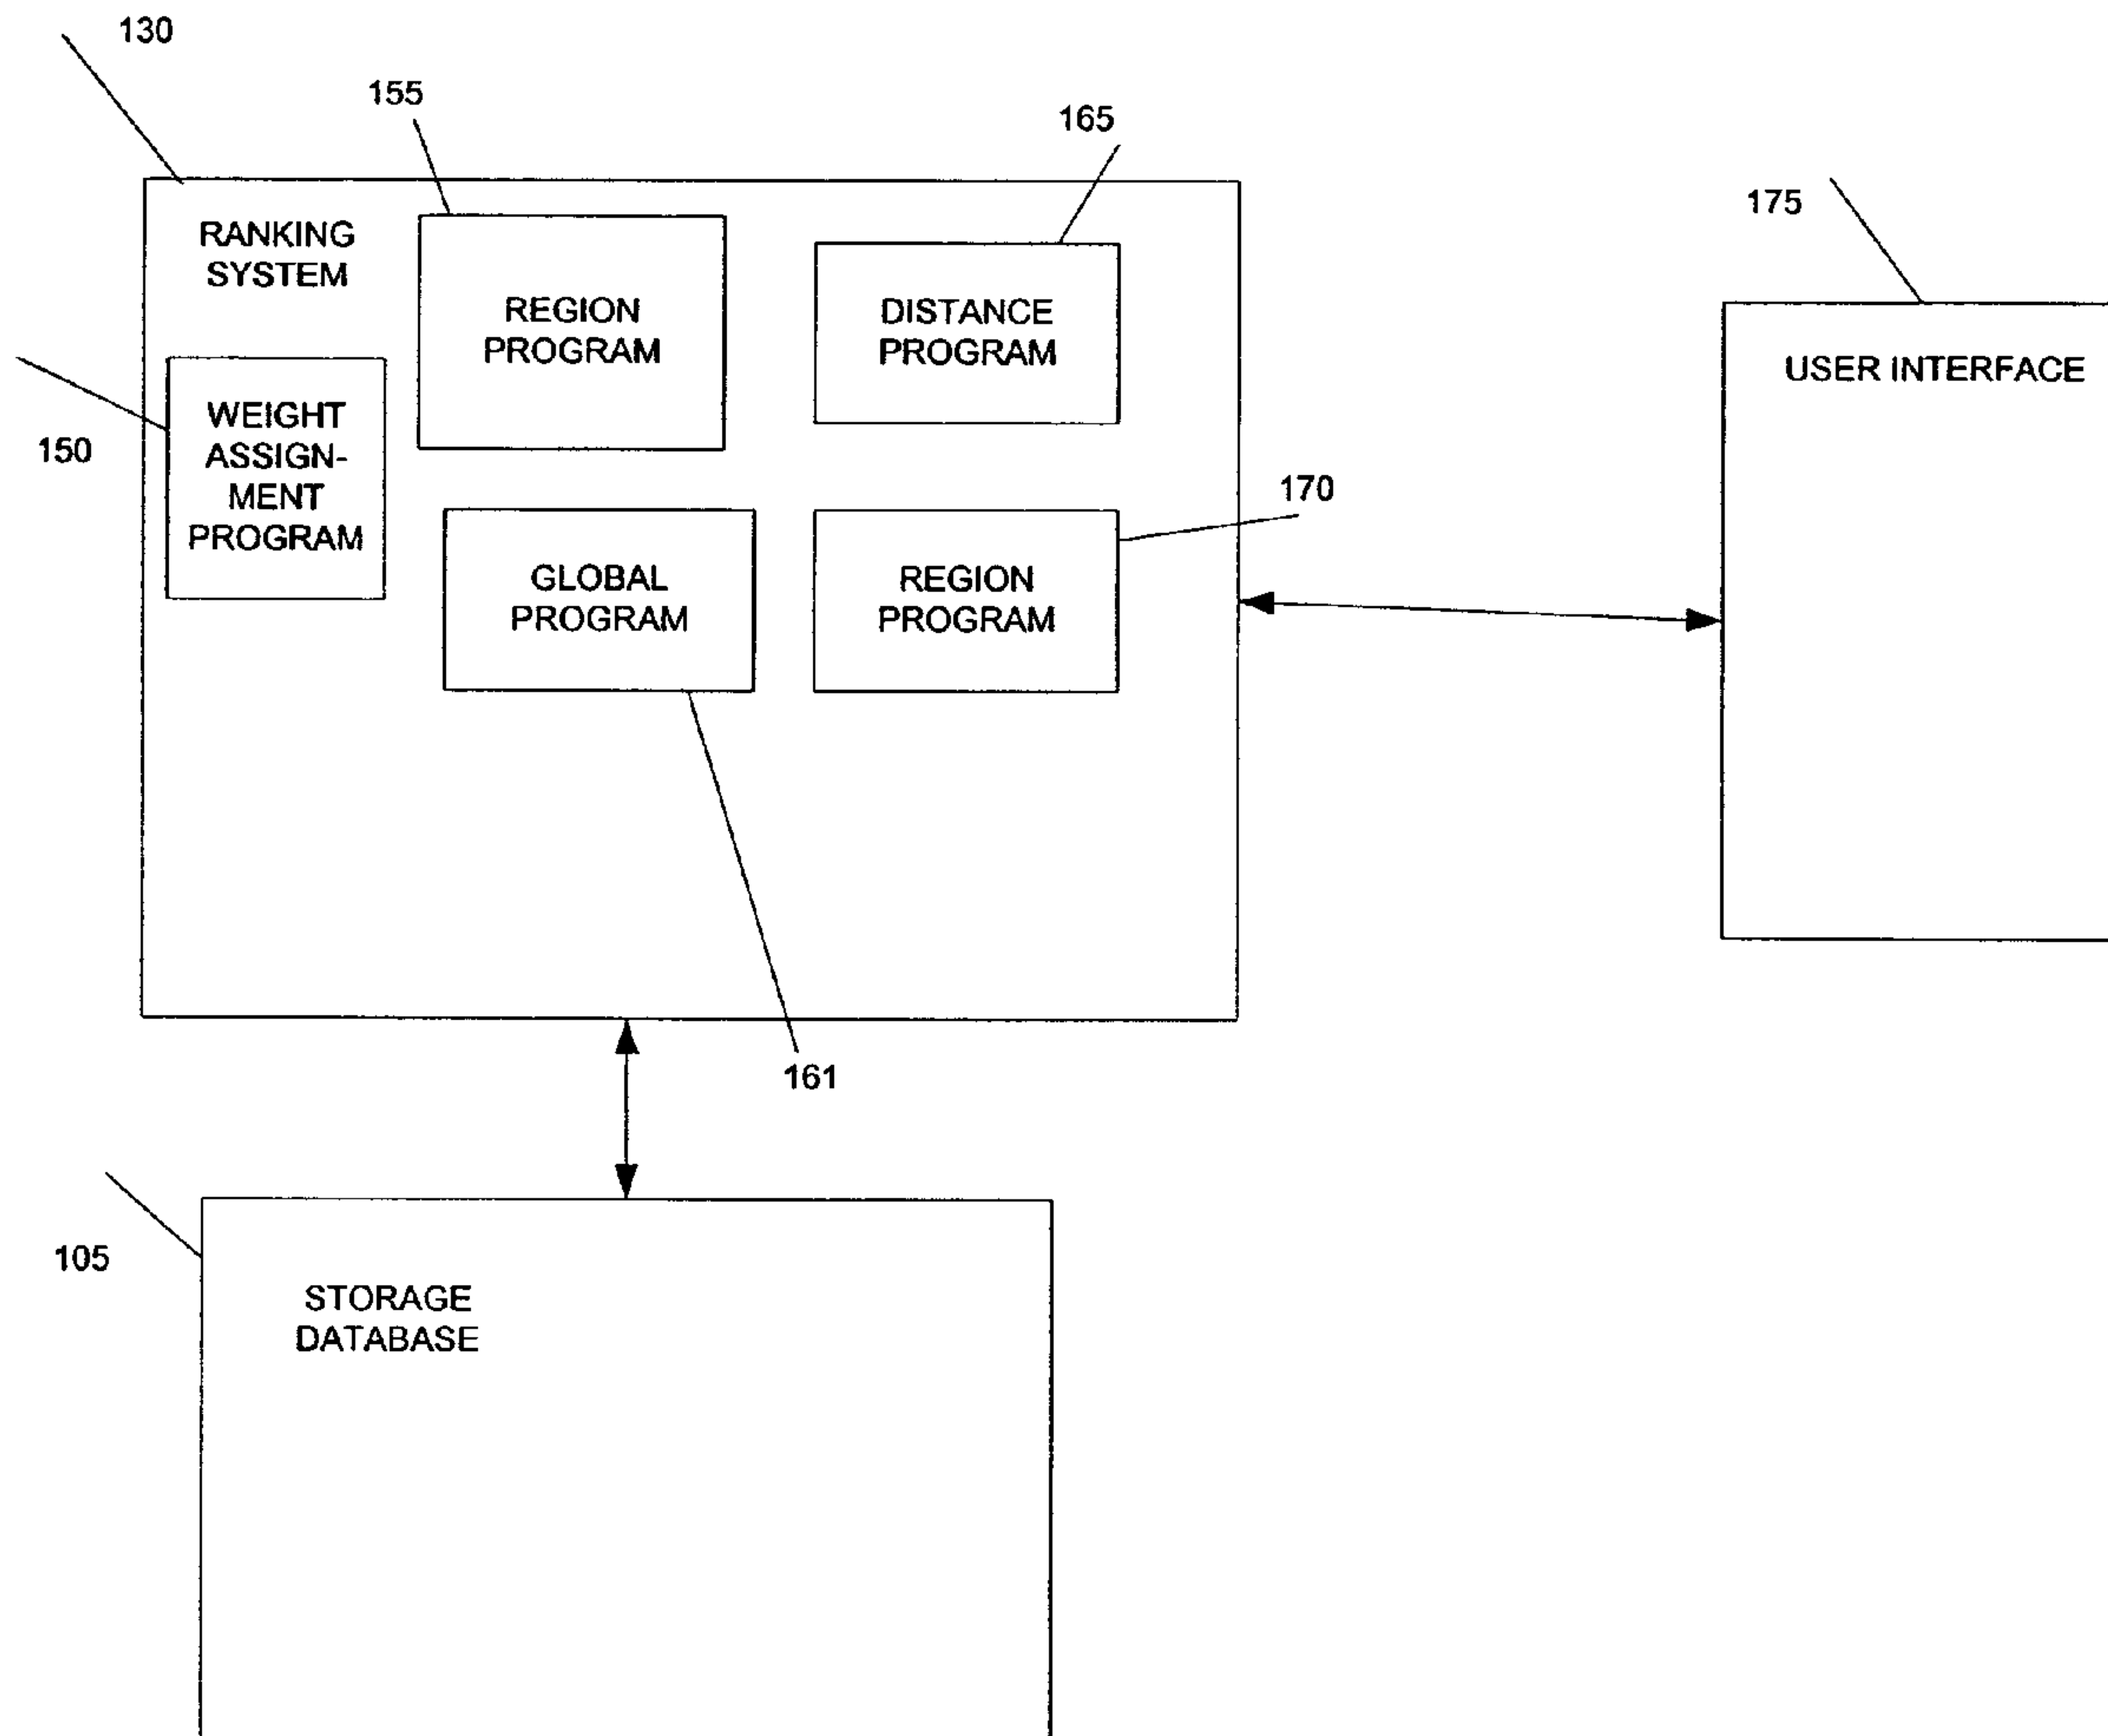 130
155
165
175
RANKING
SYSTEM
REGION
PROGRAM
DISTANCE
PROGRAM
USER INTERFACE
150
WEIGHT
ASSIGN-
MENT
PROGRAM
170
GLOBAL
PROGRAM
REGION
PROGRAM
161
105
STORAGE
DATABASE